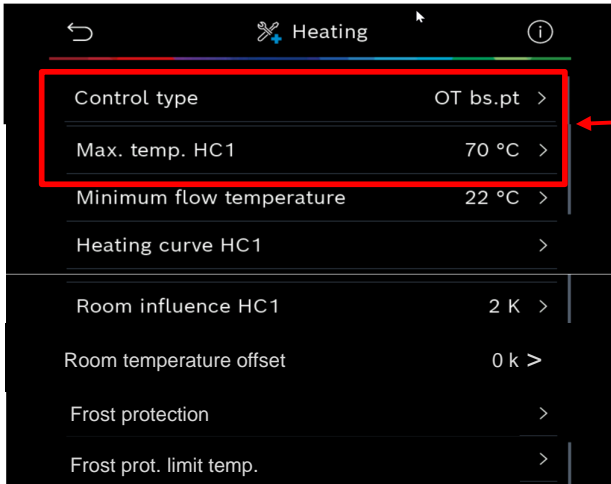 Heating
Control type OT bs.pt >
Max. temp. HC1 70 °C >
Minimum flow temperature 22 °C >
Heating curve HC1 >
Room influence HC1 2 K >
Room temperature offset 0 k >
Frost protection >
Frost prot. limit temp. >